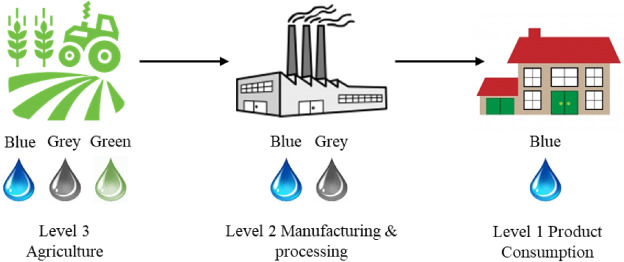 Blue Grey Green
Blue Grey
Blue
Level 3
Agriculture
Level 2 Manufacturing &
processing
Level 1 Product
Consumption